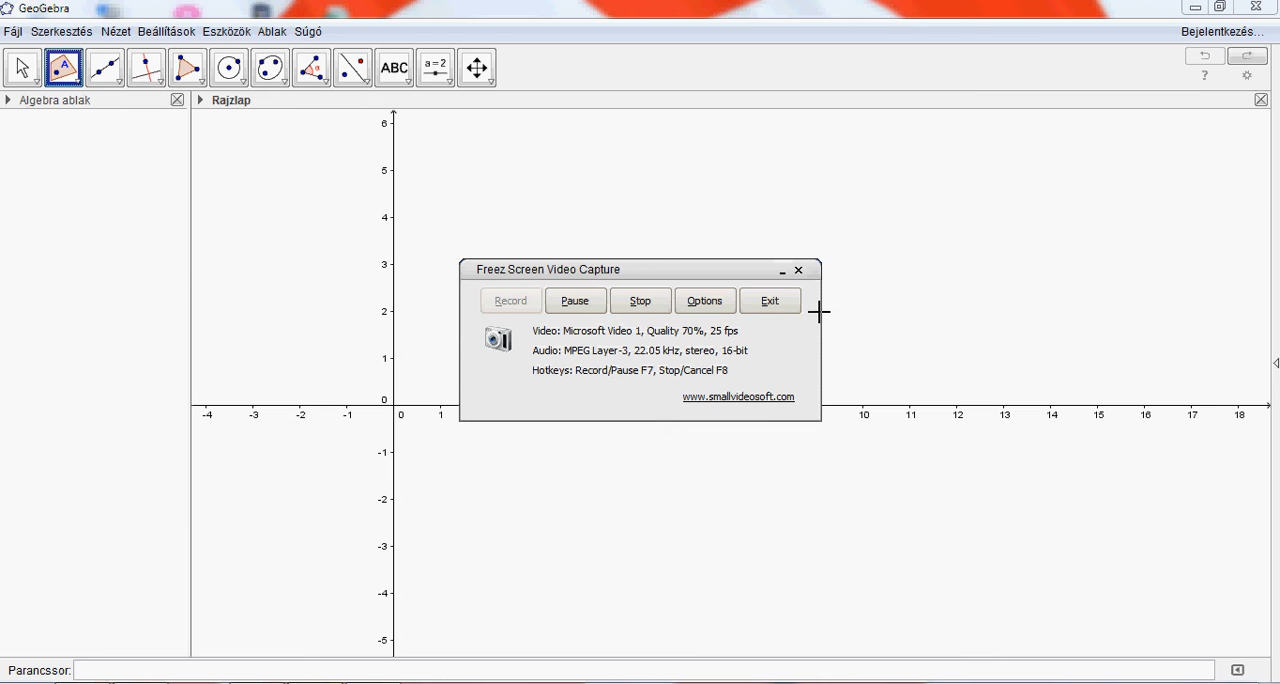 GeoGebra
Fájl Szerkesztés Nézet Beállítások Eszközök Ablak Súgó Bejelentkezés...
A α ABC a=2
?
Algebra ablak Rajzlap
6
5
4
3
2
1
0
-4 -3 -2 -1 0 1 10 11 12 13 14 15 16 17 18
-1
-2
-3
-4
-5
Freez Screen Video Capture
Record Pause Stop Options Exit
Video: Microsoft Video 1, Quality 70%, 25 fps
Audio: MPEG Layer-3, 22.05 kHz, stereo, 16-bit
Hotkeys: Record/Pause F7, Stop/Cancel F8
www.smallvideosoft.com
Parancssor: